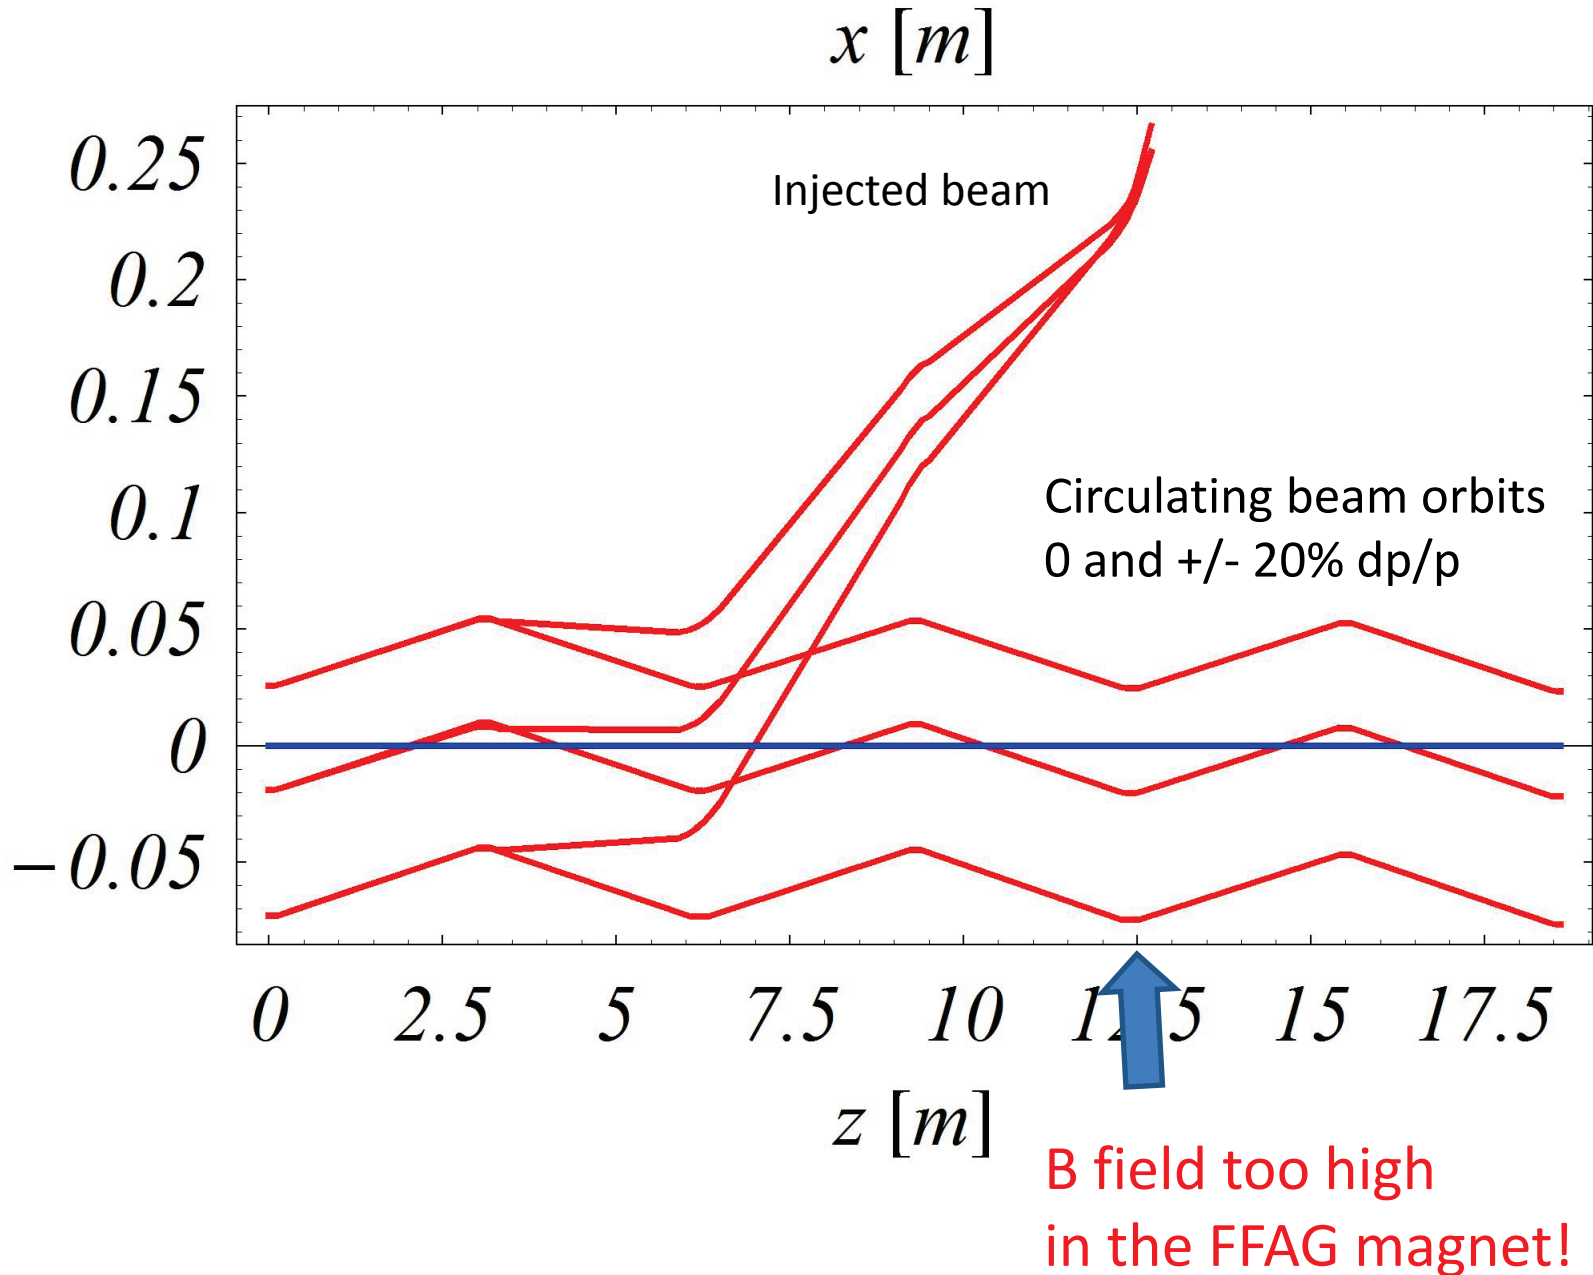 x [m]
0.25
Injected beam
0.2
0.15
0.1
Circulating beam orbits
0 and +/- 20% dp/p
0.05
0
−0.05
0 2.5 5 7.5 10 12.5 15 17.5
z [m]
B field too high
in the FFAG magnet!